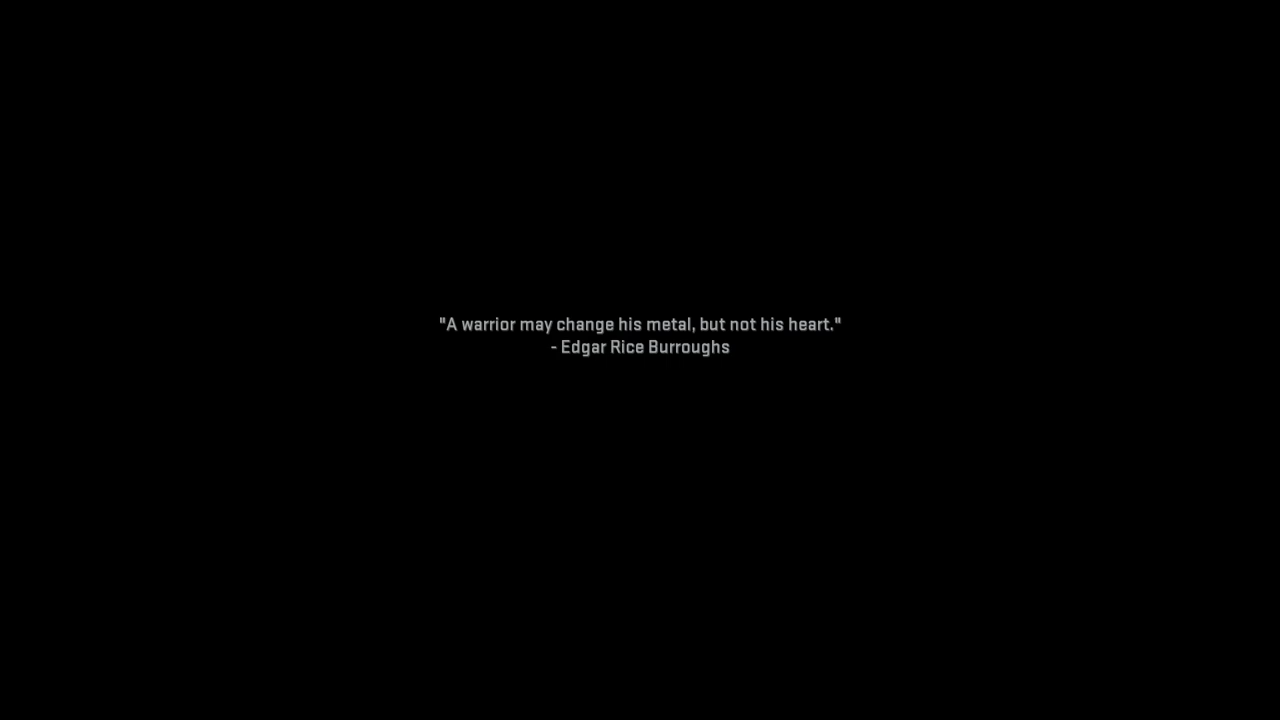 "A warrior may change his metal, but not his heart."
- Edgar Rice Burroughs